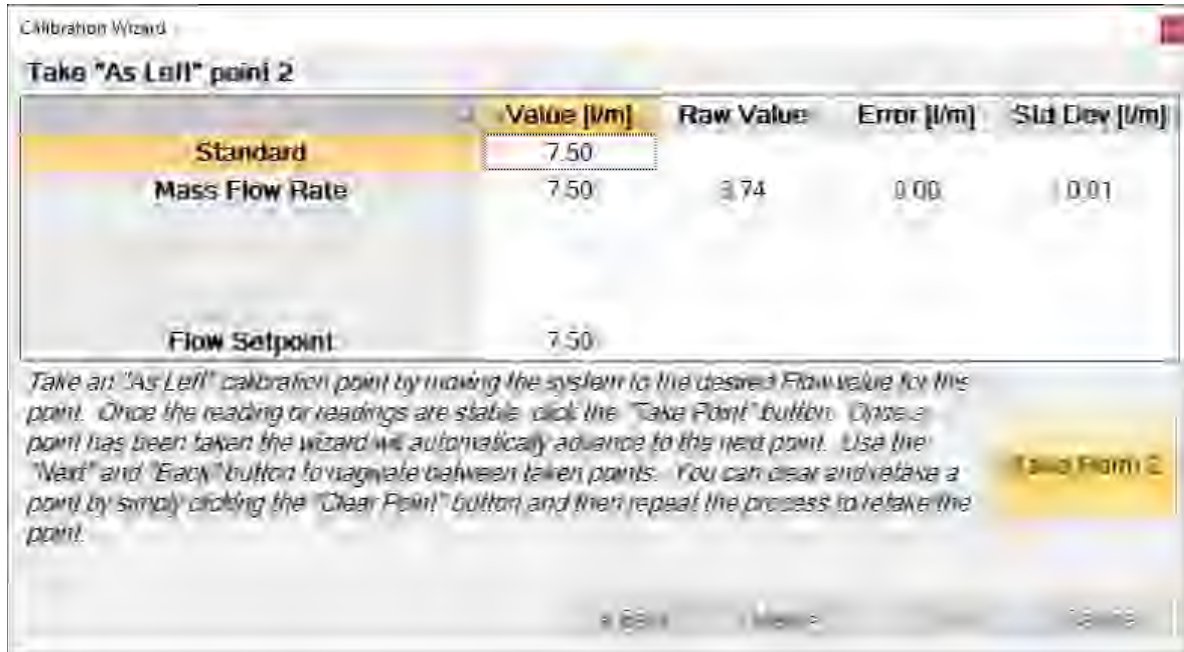 Calibration Wizard
Take "As Left" point 2
Value [l/m] Raw Value Error [l/m] Std Dev [l/m]
Standard 7.50
Mass Flow Rate 7.50 3.74 0.00 0.01
Flow Setpoint 7.50
Take an "As Left" calibration point by moving the system to the desired Flow value for this
point. Once the reading or readings are stable click the "Take Point" button. Once a
point has been taken the wizard will automatically advance to the next point. Use the
"Next" and "Back" button to navigate between taken points. You can clear and retake a
point by simply clicking the "Clear Point" button and then repeat the process to retake the
point.
Take Point 2
< Back